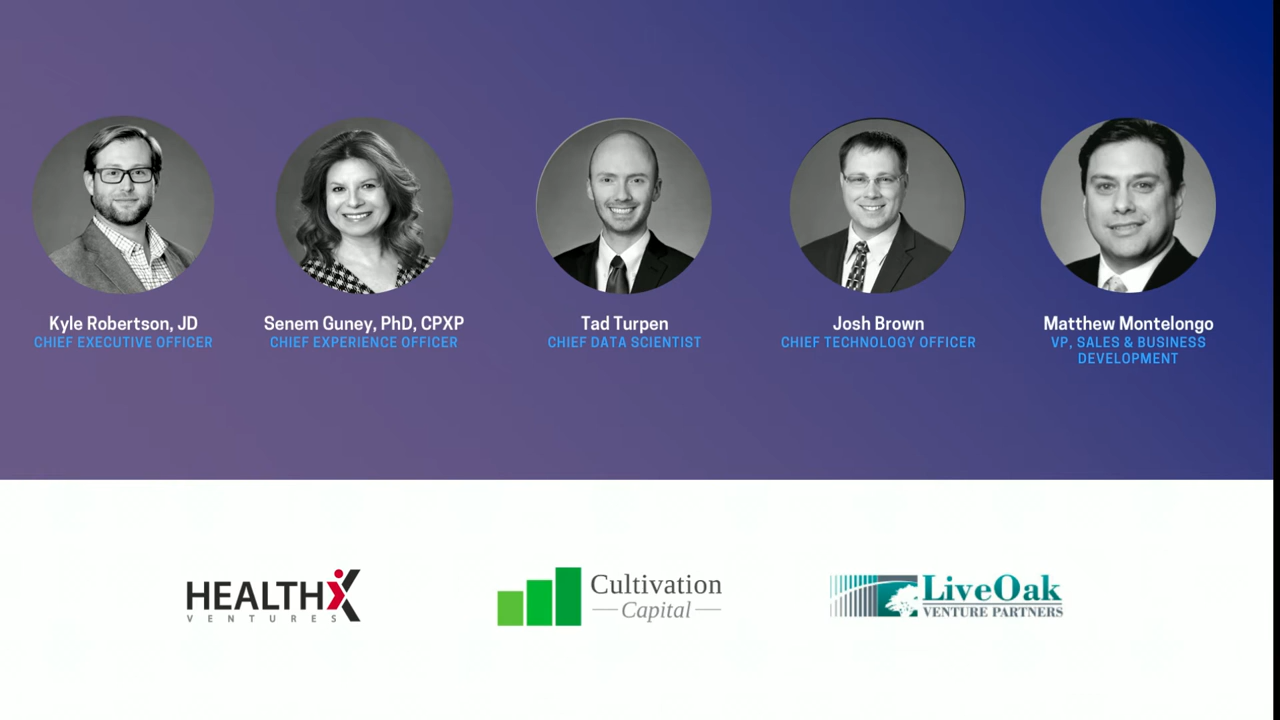 Kyle Robertson, JD
CHIEF EXECUTIVE OFFICER
Senem Guney, PhD, CPXP
CHIEF EXPERIENCE OFFICER
Tad Turpen
CHIEF DATA SCIENTIST
Josh Brown
CHIEF TECHNOLOGY OFFICER
Matthew Montelongo
VP, SALES & BUSINESS
DEVELOPMENT
HEALTHX
VENTURES
Cultivation
Capital
LiveOak
VENTURE PARTNERS